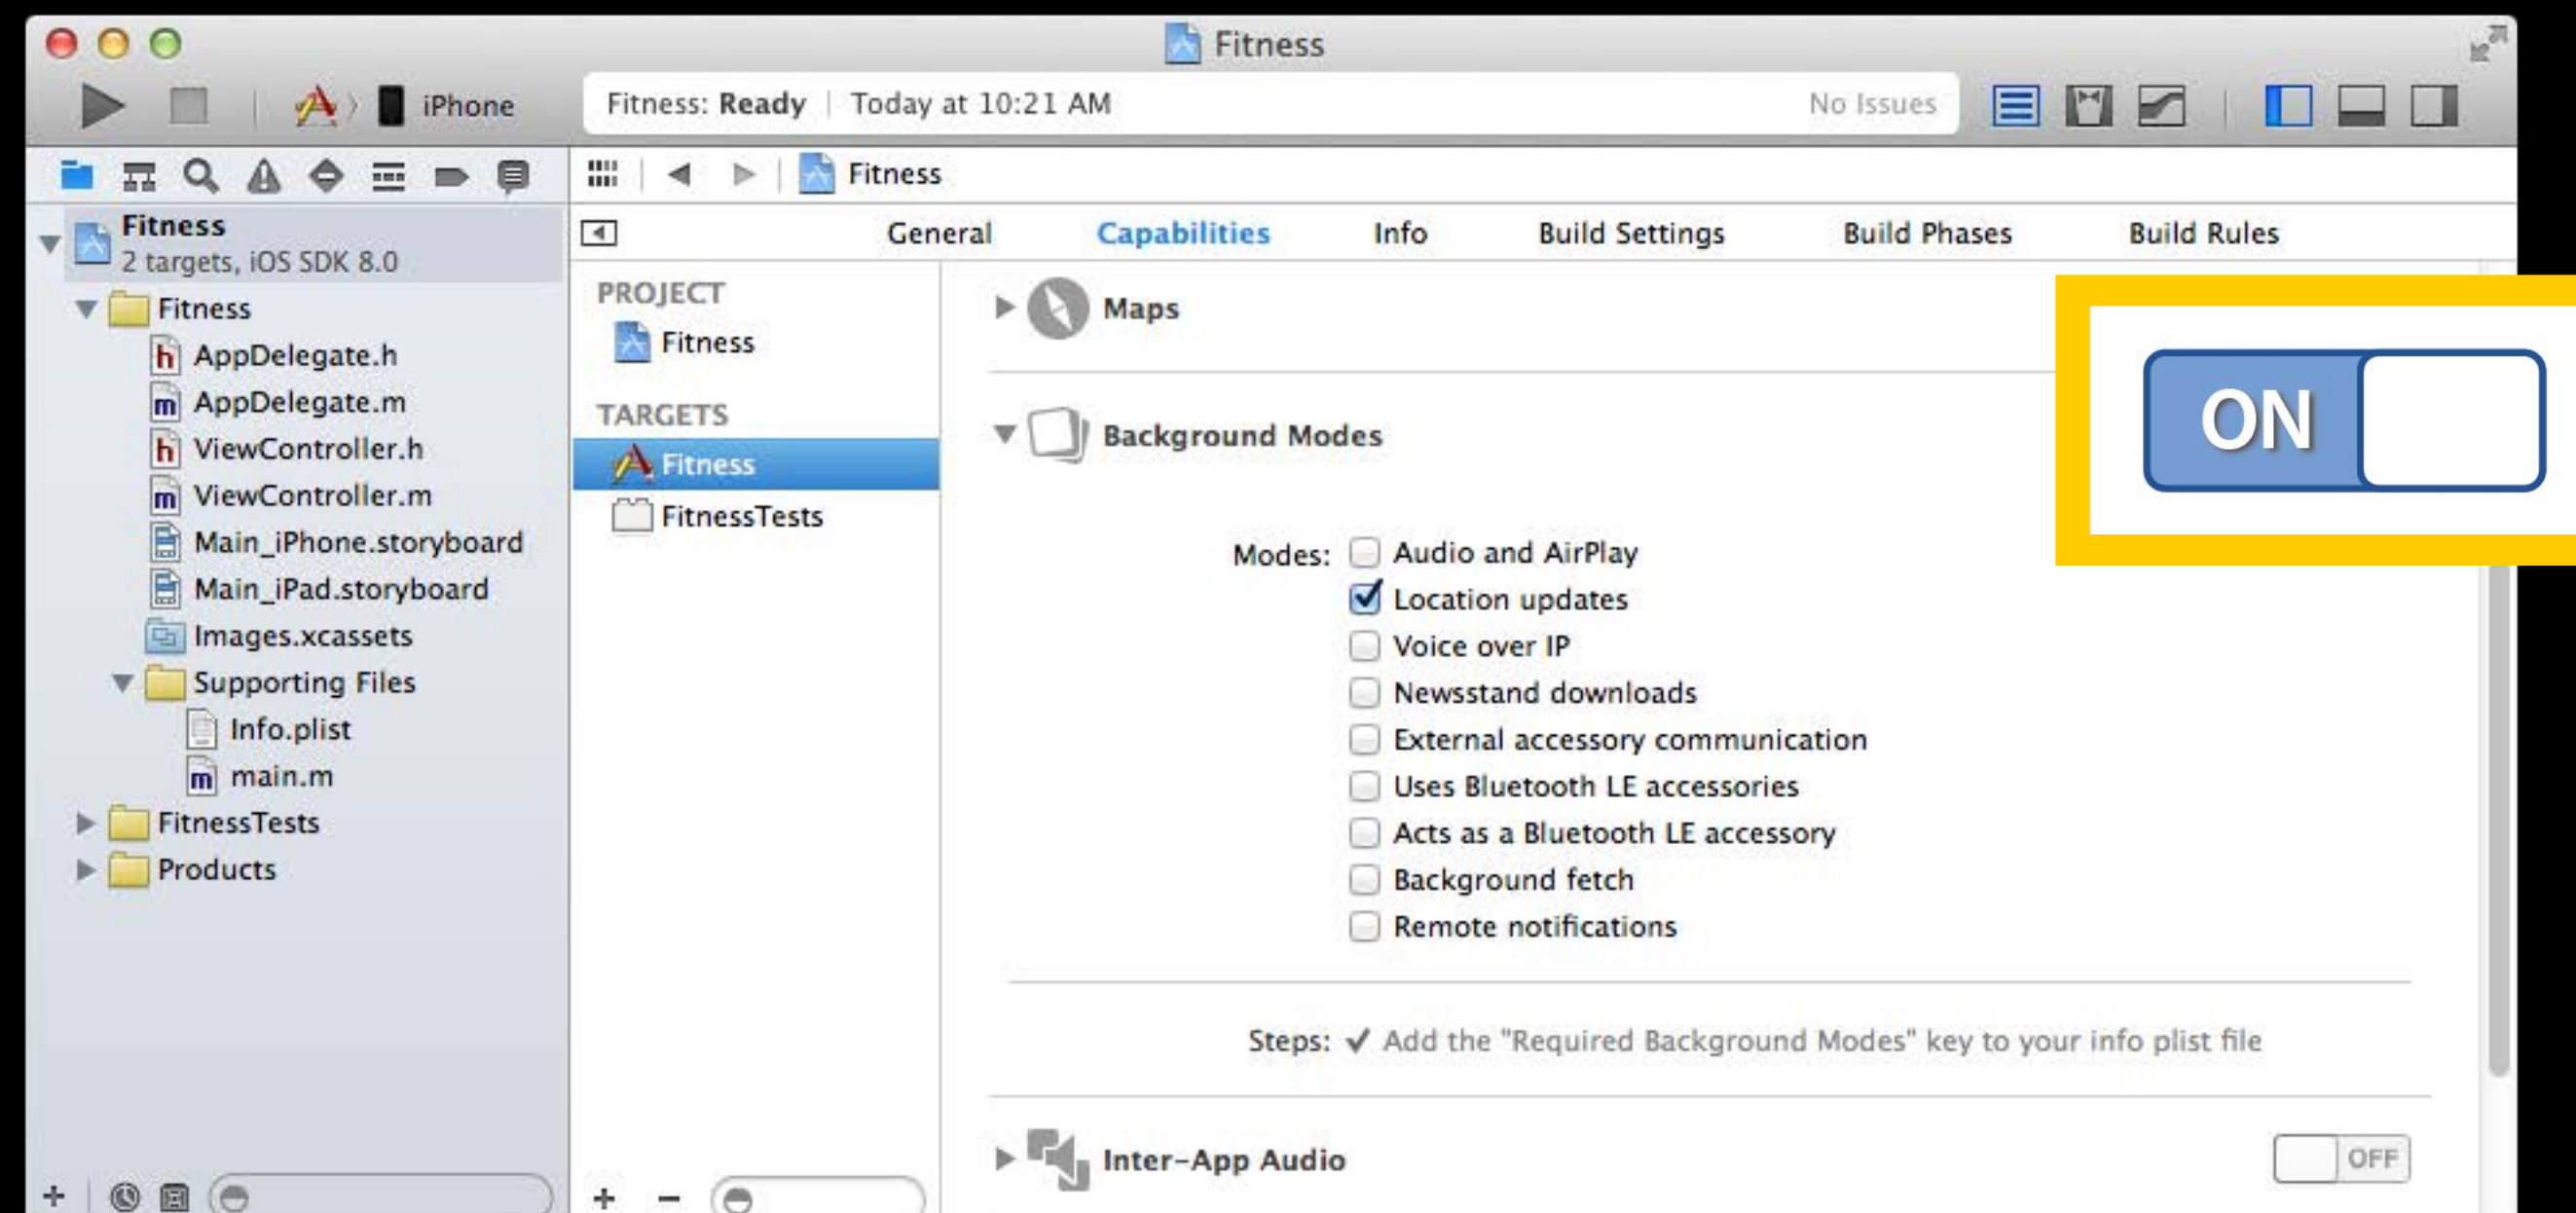 Fitness
iPhone
Fitness: Ready | Today at 10:21 AM
No Issues
Fitness
2 targets, iOS SDK 8.0
Fitness
h AppDelegate.h
m AppDelegate.m
h ViewController.h
m ViewController.m
Main_iPhone.storyboard
Main_iPad.storyboard
Images.xcassets
Supporting Files
Info.plist
m main.m
FitnessTests
Products
Fitness
General Capabilities Info Build Settings Build Phases Build Rules
PROJECT
Fitness
TARGETS
Fitness
FitnessTests
Maps
Background Modes
ON
Modes: Audio and AirPlay
Location updates
Voice over IP
Newsstand downloads
External accessory communication
Uses Bluetooth LE accessories
Acts as a Bluetooth LE accessory
Background fetch
Remote notifications
Steps: ✓ Add the "Required Background Modes" key to your info plist file
Inter-App Audio
OFF